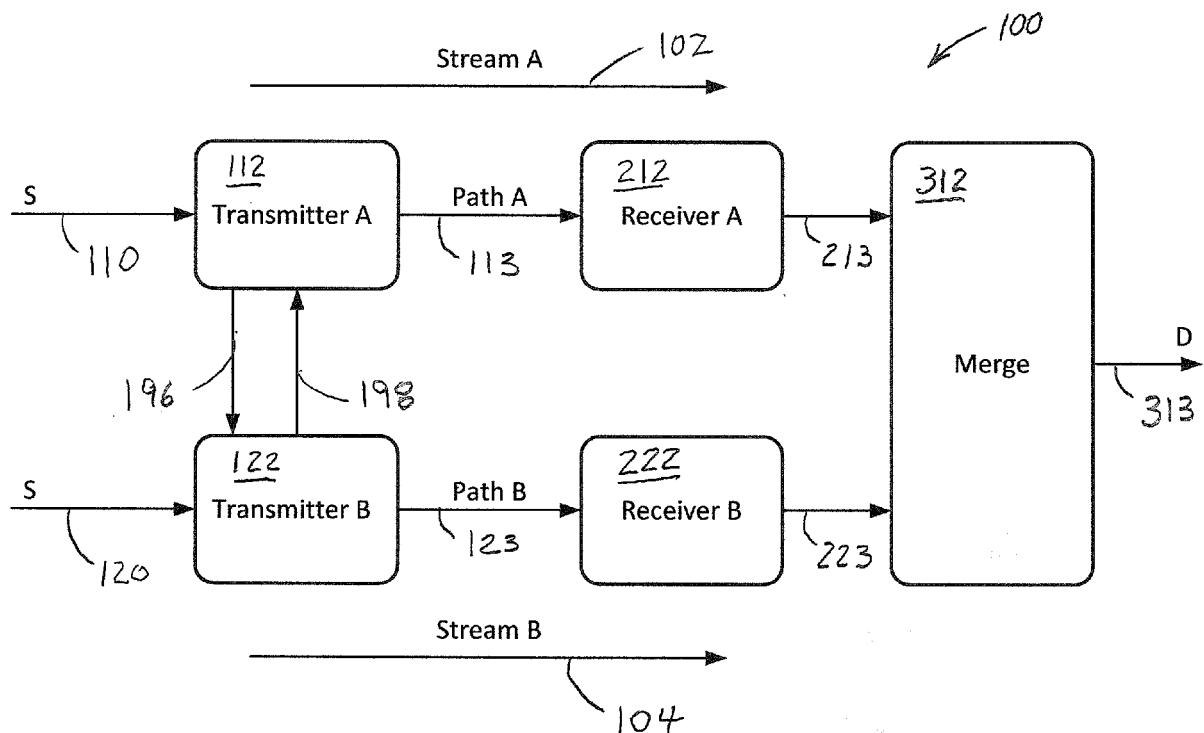 100
Stream A
102
112
212
312
S
Transmitter A
Path A
Receiver A
110
113
213
D
Merge
196
198
313
122
222
S
Transmitter B
Path B
Receiver B
120
123
223
Stream B
104